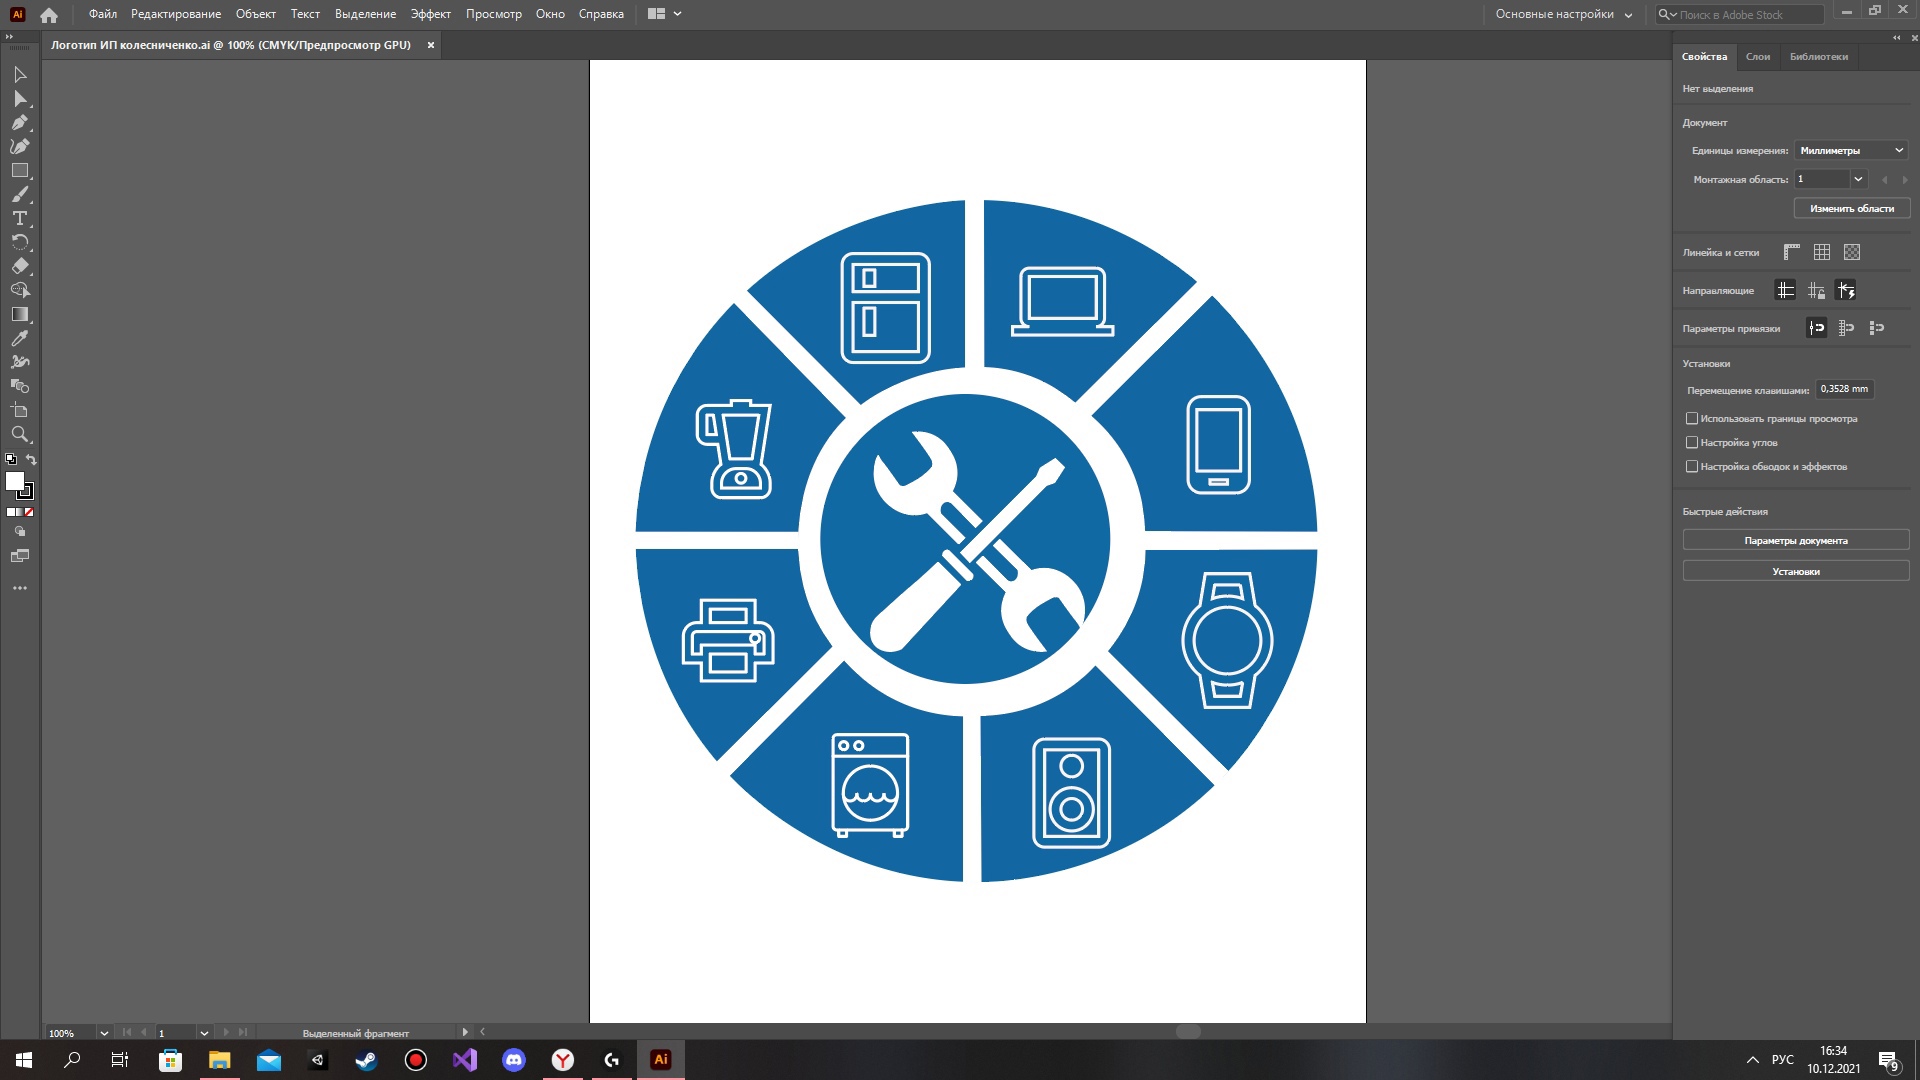 Ai Файл Редактирование Объект Текст Выделение Эффект Просмотр Окно Справка Основные настройки Поиск в Adobe Stock
Логотип ИП колесниченко.ai @ 100% (CMYK/Предпросмотр GPU) ×
Свойства Слои Библиотеки
Нет выделения
Документ
Единицы измерения: Миллиметры
Монтажная область: 1
Изменить области
Линейка и сетки
Направляющие
Параметры привязки
Установки
Перемещение клавишами: 0,3528 mm
Использовать границы просмотра
Настройка углов
Настройка обводок и эффектов
Быстрые действия
Параметры документа
Установки
100% 1 Выделенный фрагмент
Ai РУС 16:34
10.12.2021 9